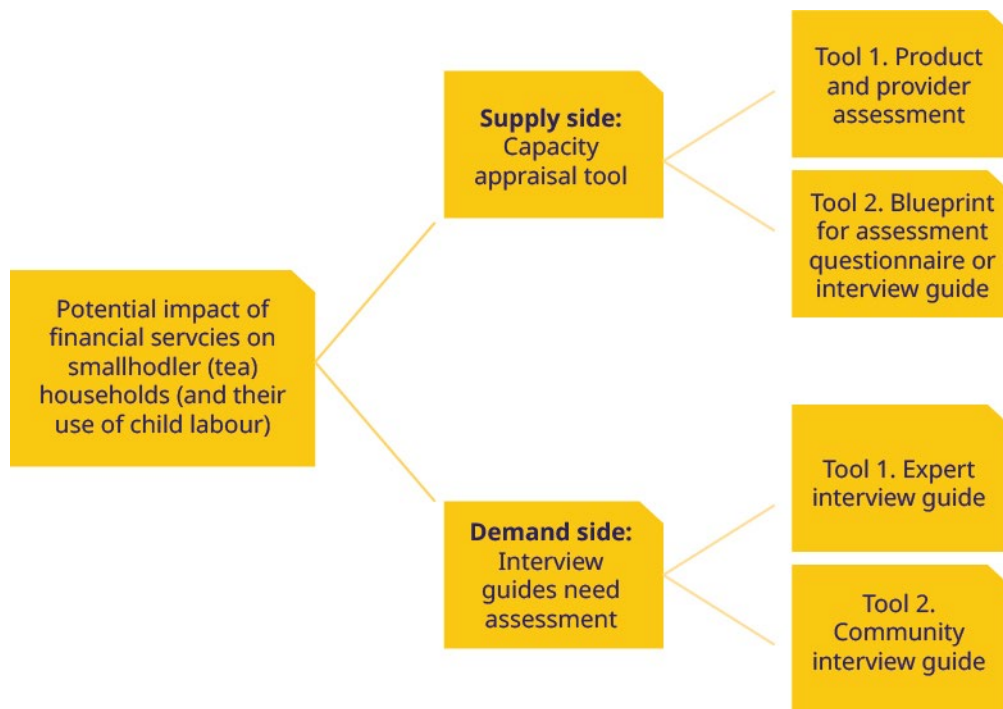 Potential impact of
financial servcies on
smallhodler (tea)
households (and their
use of child labour)
Supply side:
Capacity
appraisal tool
Tool 1. Product
and provider
assessment
Tool 2. Blueprint
for assessment
questionnaire or
interview guide
Demand side:
Interview
guides need
assessment
Tool 1. Expert
interview guide
Tool 2.
Community
interview guide